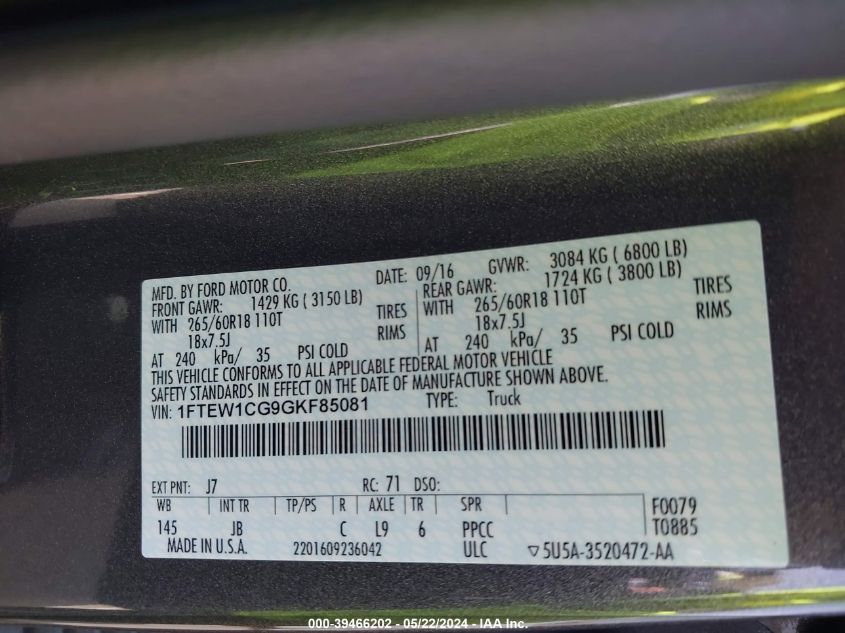 MFD. BY FORD MOTOR CO. DATE: 09/16 GVWR: 3084 KG ( 6800 LB)
FRONT GAWR: 1429 KG ( 3150 LB) REAR GAWR: 1724 KG ( 3800 LB)
WITH 265/60R18 110T TIRES WITH 265/60R18 110T TIRES
18x7.5J RIMS 18x7.5J RIMS
AT 240 kPa/ 35 PSI COLD AT 240 kPa/ 35 PSI COLD
THIS VEHICLE CONFORMS TO ALL APPLICABLE FEDERAL MOTOR VEHICLE
SAFETY STANDARDS IN EFFECT ON THE DATE OF MANUFACTURE SHOWN ABOVE.
VIN: 1FTEW1CG9GKF85081 TYPE: Truck
EXT PNT: J7 RC: 71 DSO:
WB INT TR TP/PS R AXLE TR SPR F0079
145 JB C L9 6 PPCC T0885
MADE IN U.S.A. 2201609236042 ULC ▽5U5A-3520472-AA
000-39466202 - 05/22/2024 - IAA Inc.